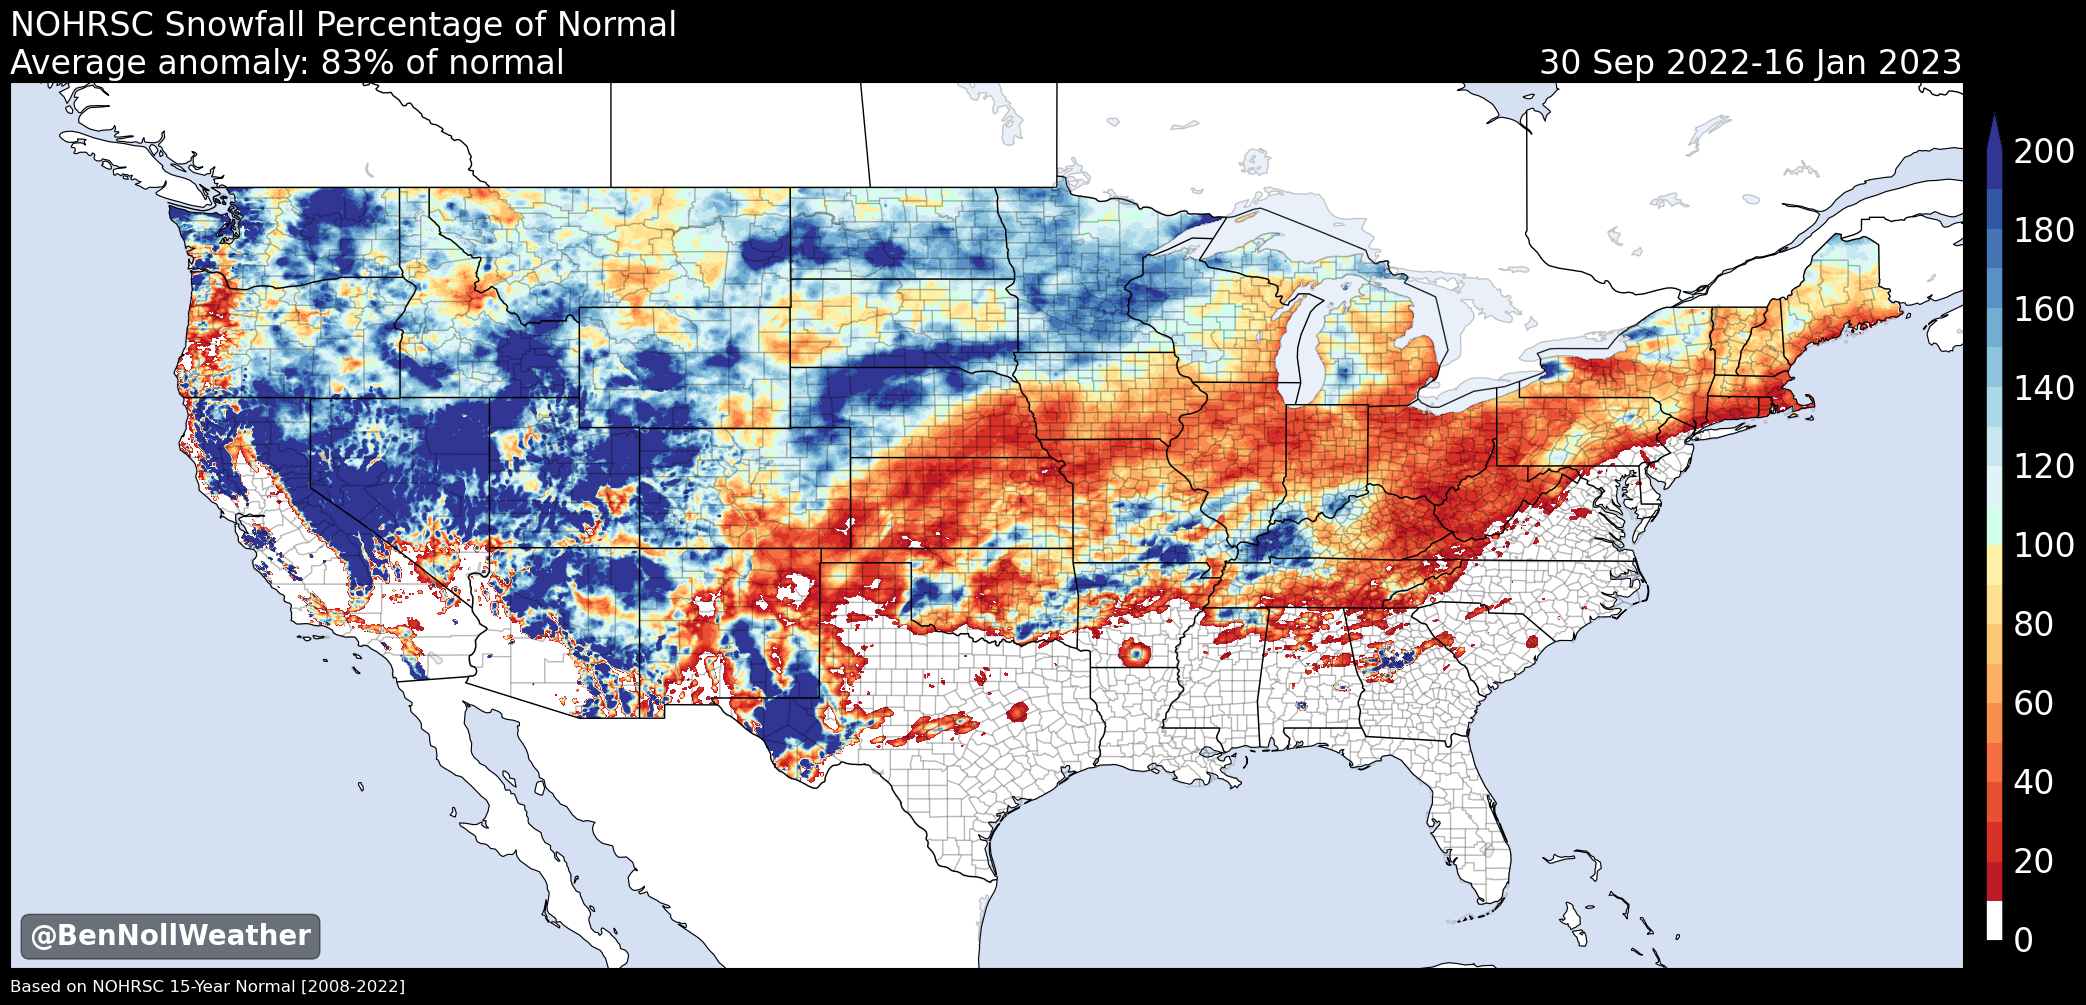 NOHRSC Snowfall Percentage of Normal
Average anomaly: 83% of normal
30 Sep 2022-16 Jan 2023
200
180
160
140
120
100
80
60
40
20
0
@BenNollWeather
Based on NOHRSC 15-Year Normal [2008-2022]